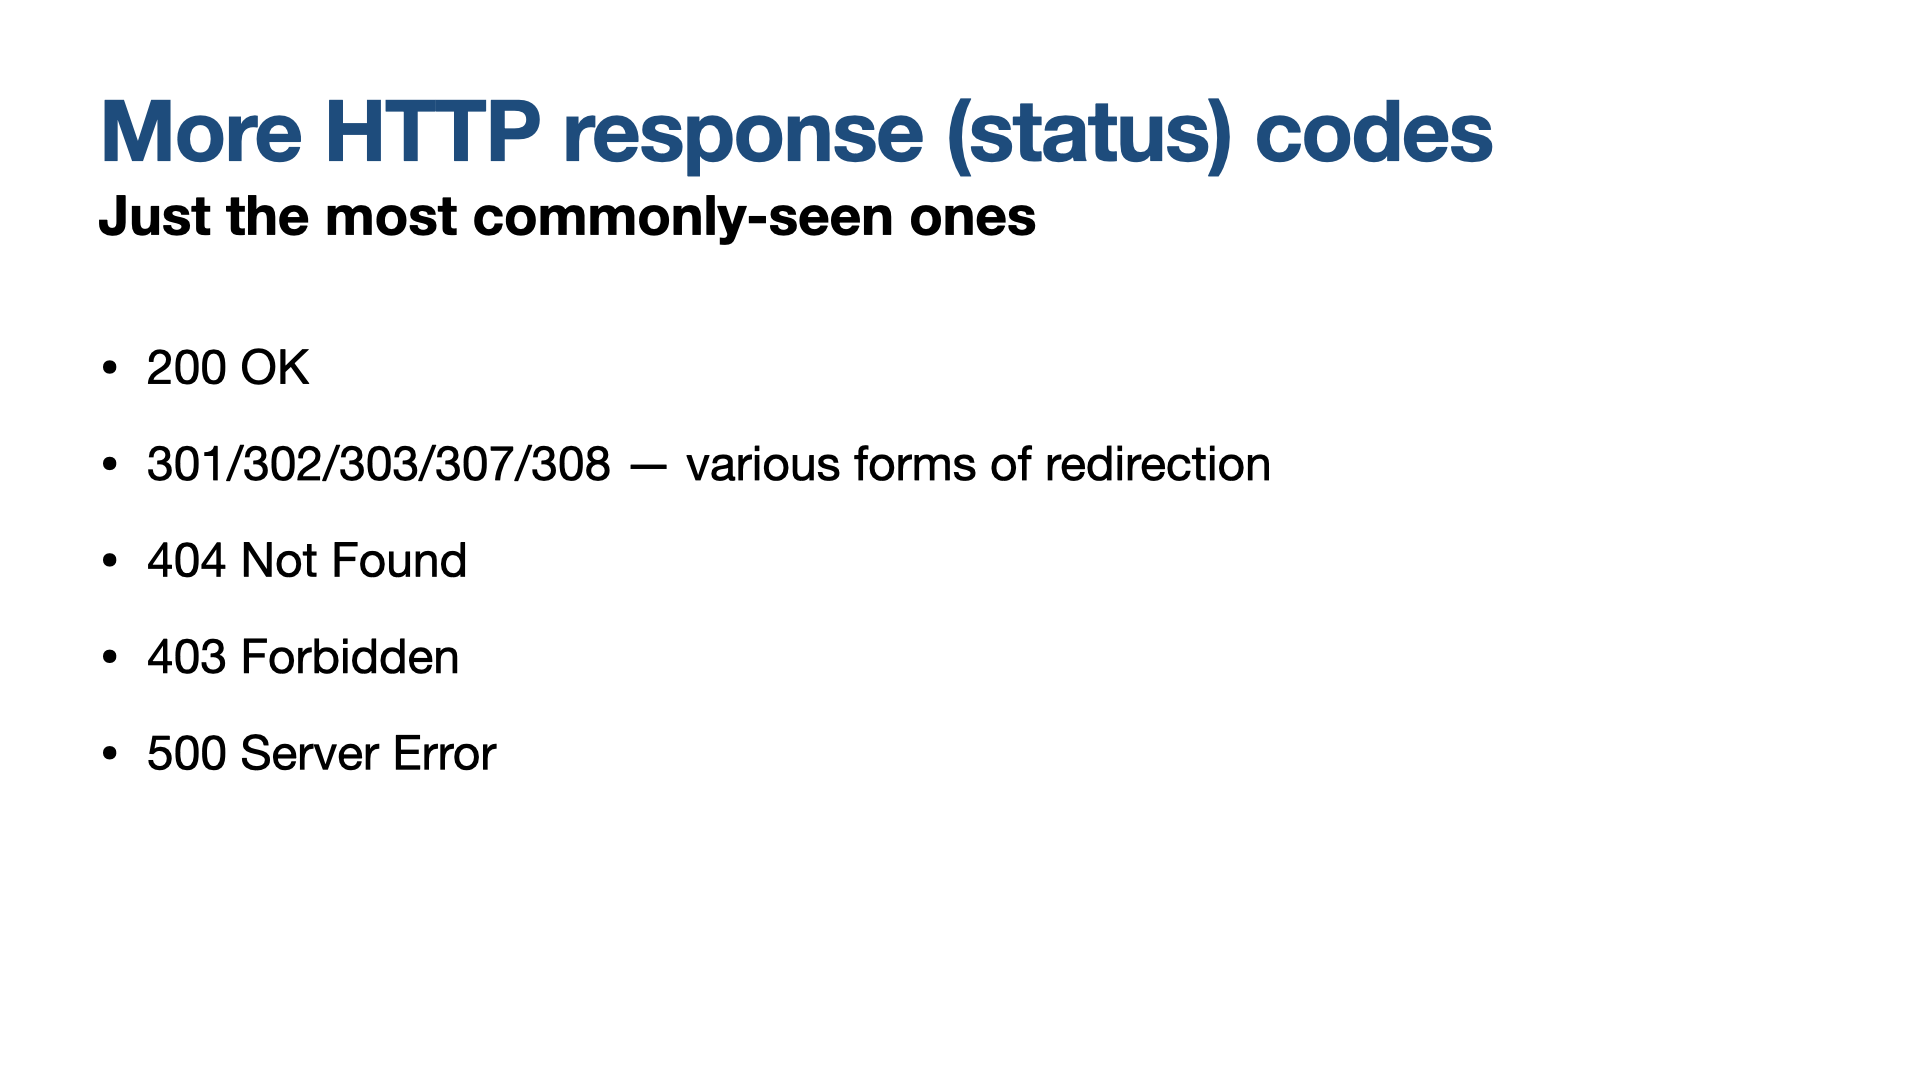 More HTTP response (status) codes
Just the most commonly-seen ones
• 200 OK
• 301/302/303/307/308 — various forms of redirection
• 404 Not Found
• 403 Forbidden
• 500 Server Error